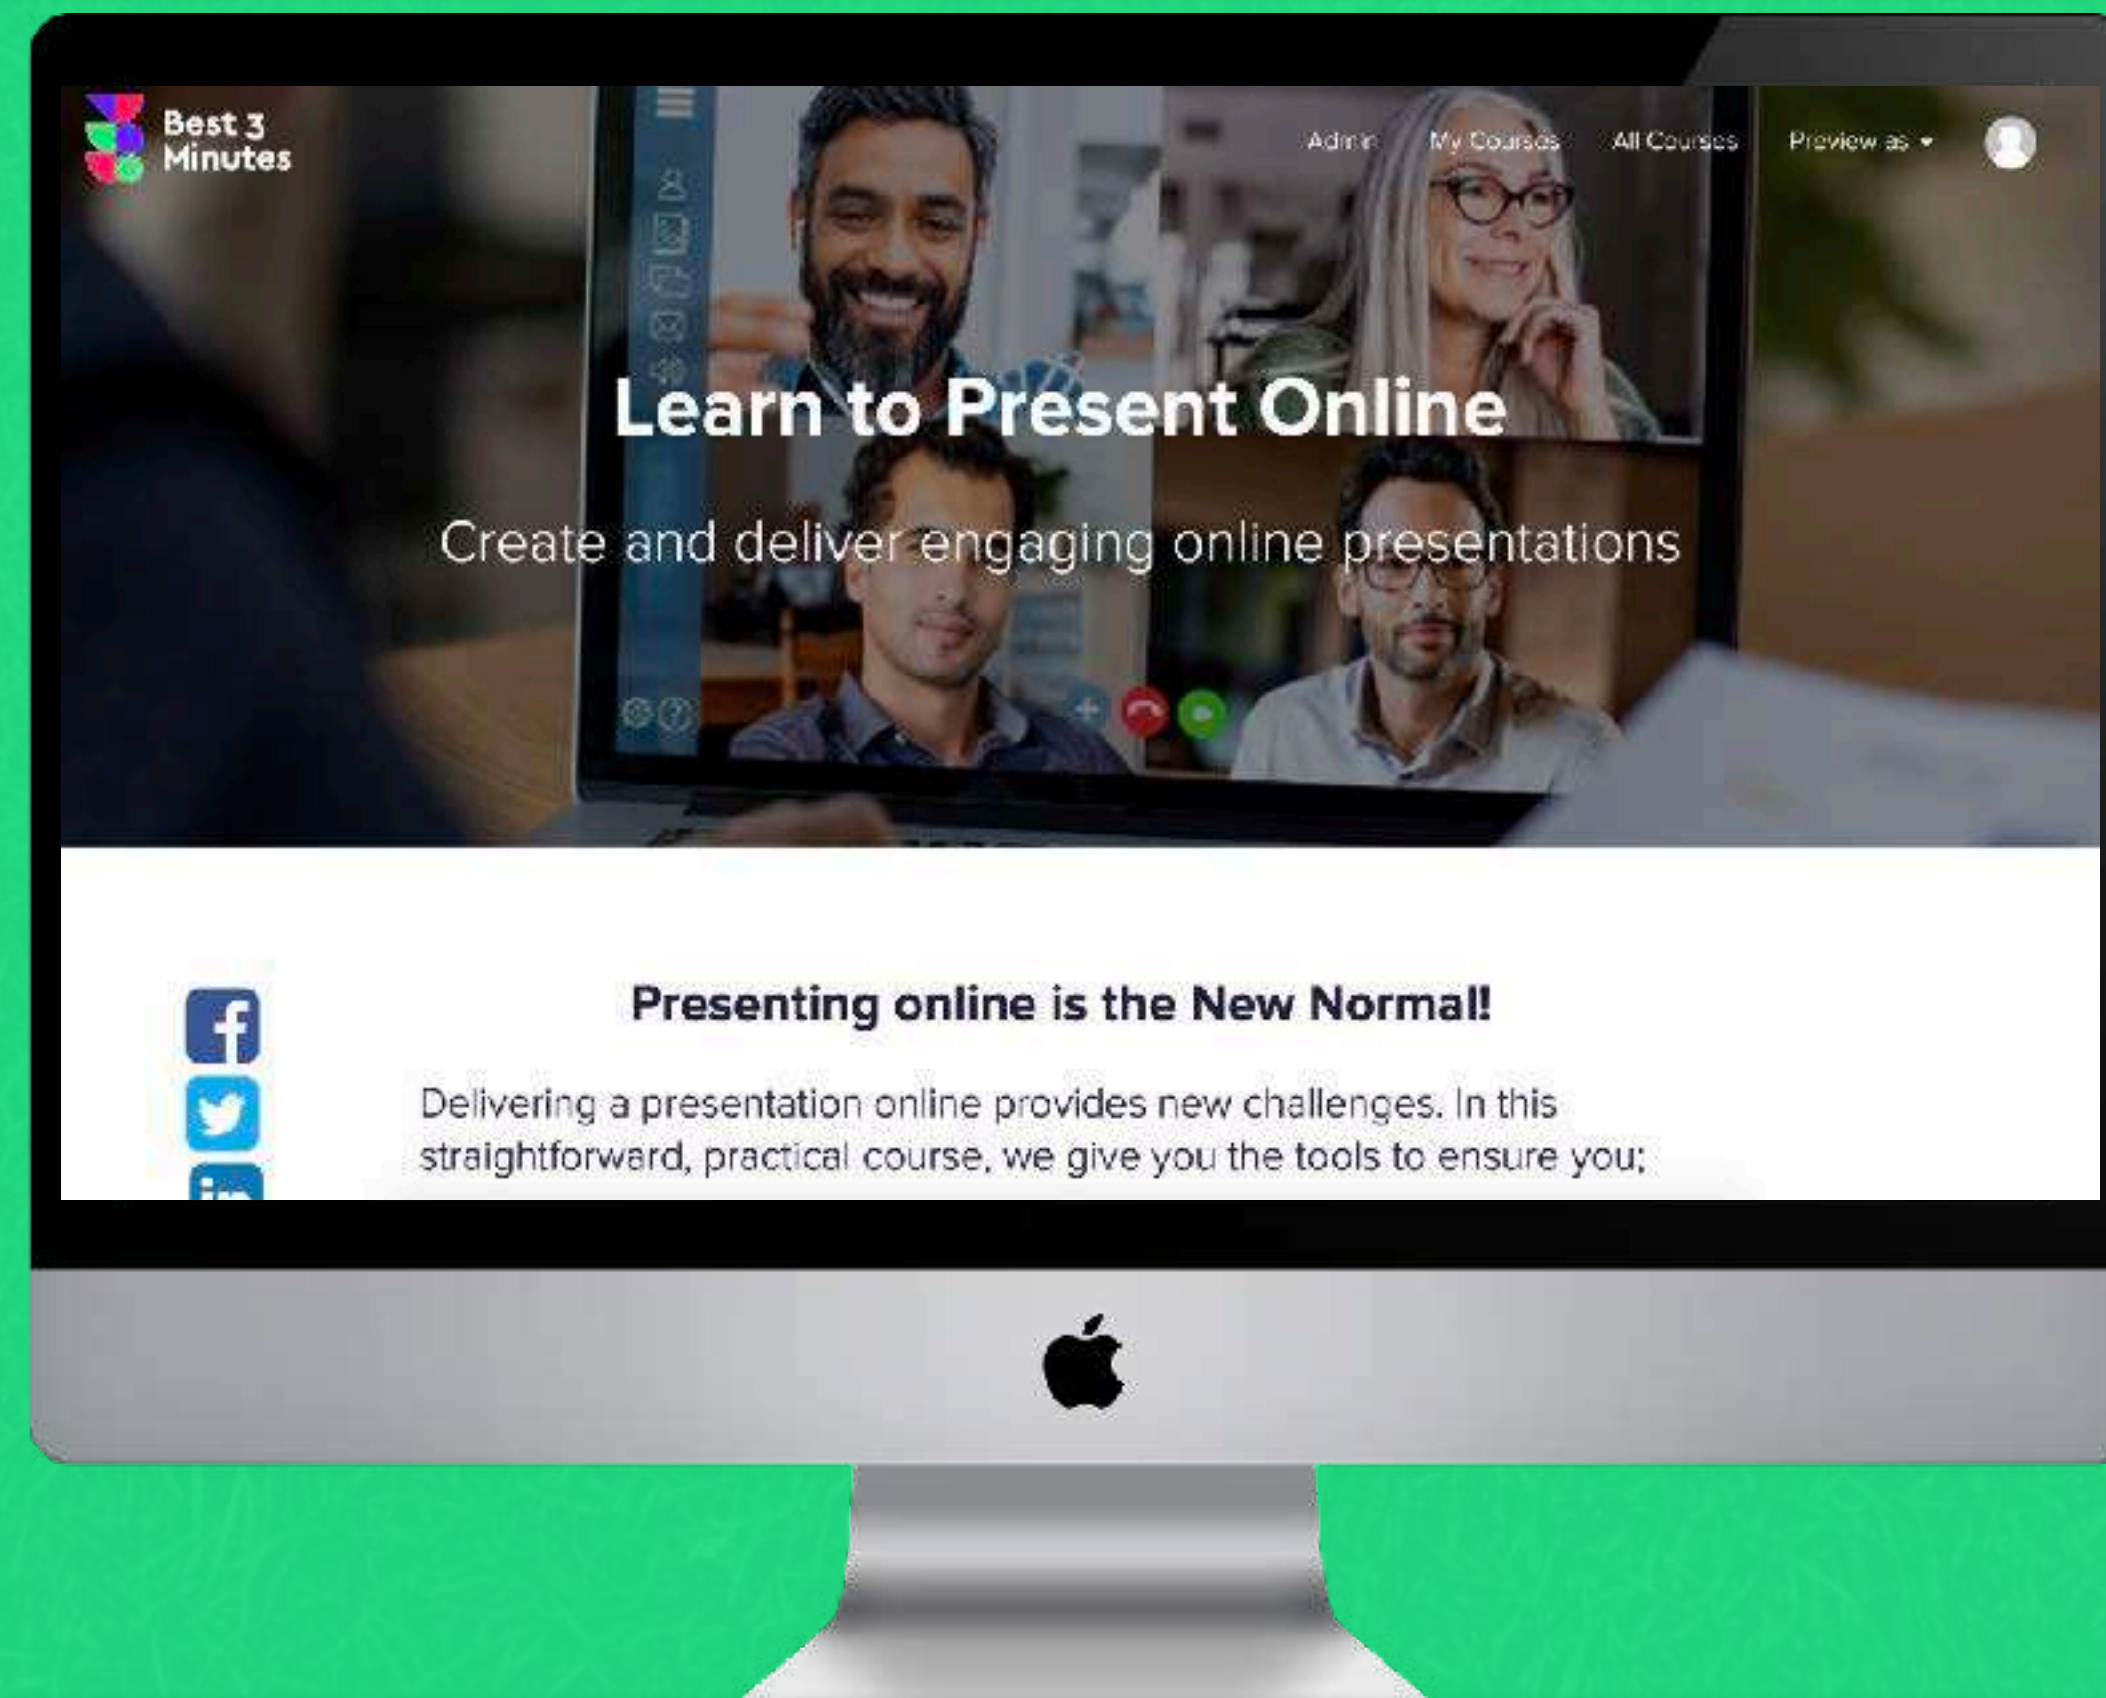 Best 3
Minutes
Admin My Courses All Courses Preview as
Learn to Present Online
Create and deliver engaging online presentations
Presenting online is the New Normal!
Delivering a presentation online provides new challenges. In this
straightforward, practical course, we give you the tools to ensure you:
f
in